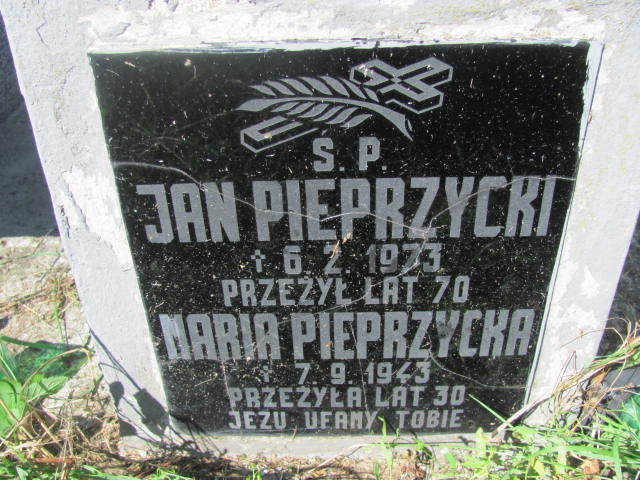 Ś. P.
JAN PIEPRZYCKI
† 6 2 1973
PRZEŻYŁ LAT 70
MARIA PIEPRZYCKA
† 7 9 1943
PRZEŻYŁA LAT 30
JEZU UFAMY TOBIE